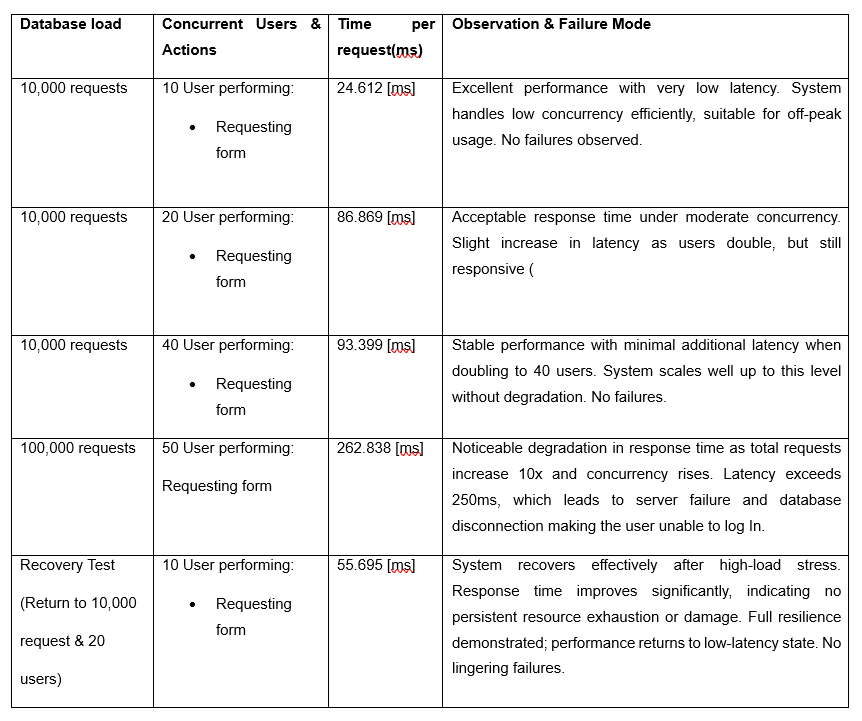 Database load
Concurrent Users &
Actions
Time per
request(ms)
Observation & Failure Mode
10,000 requests
10 User performing:
• Requesting
form
24.612 [ms]
Excellent performance with very low latency. System
handles low concurrency efficiently, suitable for off-peak
usage. No failures observed.
10,000 requests
20 User performing:
• Requesting
form
86.869 [ms]
Acceptable response time under moderate concurrency.
Slight increase in latency as users double, but still
responsive (
10,000 requests
40 User performing:
• Requesting
form
93.399 [ms]
Stable performance with minimal additional latency when
doubling to 40 users. System scales well up to this level
without degradation. No failures.
100,000 requests
50 User performing:
Requesting form
262.838 [ms]
Noticeable degradation in response time as total requests
increase 10x and concurrency rises. Latency exceeds
250ms, which leads to server failure and database
disconnection making the user unable to log In.
Recovery Test
(Return to 10,000
request & 20
users)
10 User performing:
• Requesting
form
55.695 [ms]
System recovers effectively after high-load stress.
Response time improves significantly, indicating no
persistent resource exhaustion or damage. Full resilience
demonstrated; performance returns to low-latency state. No
lingering failures.